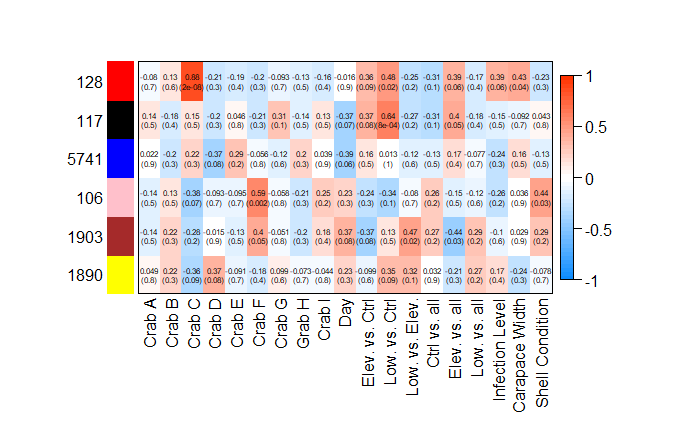 1
128
-0.08 0.13 0.88 -0.21 -0.19 -0.2 -0.093 -0.13 -0.16 -0.016 0.36 0.46 -0.25 -0.31 0.39 -0.17 0.39 0.43 -0.23
(0.7) (0.6) (2e-08) (0.3) (0.4) (0.3) (0.7) (0.5) (0.4) (0.9) (0.09) (0.02) (0.2) (0.1) (0.06) (0.4) (0.06) (0.04) (0.3)
117
0.14 -0.18 0.15 -0.2 0.046 -0.21 0.31 -0.14 0.13 -0.37 0.37 0.64 -0.27 -0.31 0.4 -0.18 -0.15 -0.092 0.043
(0.5) (0.4) (0.5) (0.3) (0.8) (0.3) (0.1) (0.5) (0.5) (0.07) (0.08) (8e-04) (0.2) (0.1) (0.05) (0.4) (0.5) (0.7) (0.8)
0.5
5741
0.022 -0.2 0.22 -0.37 0.29 -0.056 -0.12 0.2 0.039 -0.39 0.16 0.013 -0.12 -0.13 0.17 -0.077 -0.24 0.16 -0.13
(0.9) (0.3) (0.3) (0.08) (0.2) (0.8) (0.6) (0.3) (0.9) (0.06) (0.5) (1) (0.6) (0.5) (0.4) (0.7) (0.3) (0.5) (0.5)
0
106
-0.14 0.13 -0.38 -0.093 -0.095 0.59 -0.058 -0.21 0.25 0.23 -0.24 -0.34 -0.08 0.26 -0.15 -0.12 -0.26 0.036 0.44
(0.5) (0.5) (0.07) (0.7) (0.7) (0.002) (0.8) (0.3) (0.2) (0.3) (0.3) (0.1) (0.7) (0.2) (0.5) (0.6) (0.2) (0.9) (0.03)
-0.5
1903
-0.14 0.22 -0.28 -0.015 -0.13 0.4 -0.051 -0.2 0.18 0.37 -0.37 0.13 0.47 0.27 -0.44 0.29 -0.1 0.029 0.29
(0.5) (0.3) (0.2) (0.9) (0.5) (0.05) (0.8) (0.3) (0.4) (0.08) (0.08) (0.5) (0.02) (0.2) (0.03) (0.2) (0.6) (0.9) (0.2)
1890
0.049 0.22 -0.36 0.37 -0.091 -0.18 0.099 -0.073 -0.044 0.23 -0.099 0.35 0.32 0.032 -0.21 0.27 0.17 -0.24 -0.078
(0.8) (0.3) (0.09) (0.08) (0.7) (0.4) (0.6) (0.7) (0.8) (0.3) (0.6) (0.09) (0.1) (0.9) (0.3) (0.2) (0.4) (0.3) (0.7)
-1
Crab A
Crab B
Crab C
Crab D
Crab E
Crab F
Crab G
Grab H
Crab I
Day
Elev. vs. Ctrl
Low. vs. Ctrl
Low. vs. Elev.
Ctrl vs. all
Elev. vs. all
Low. vs. all
Infection Level
Carapace Width
Shell Condition